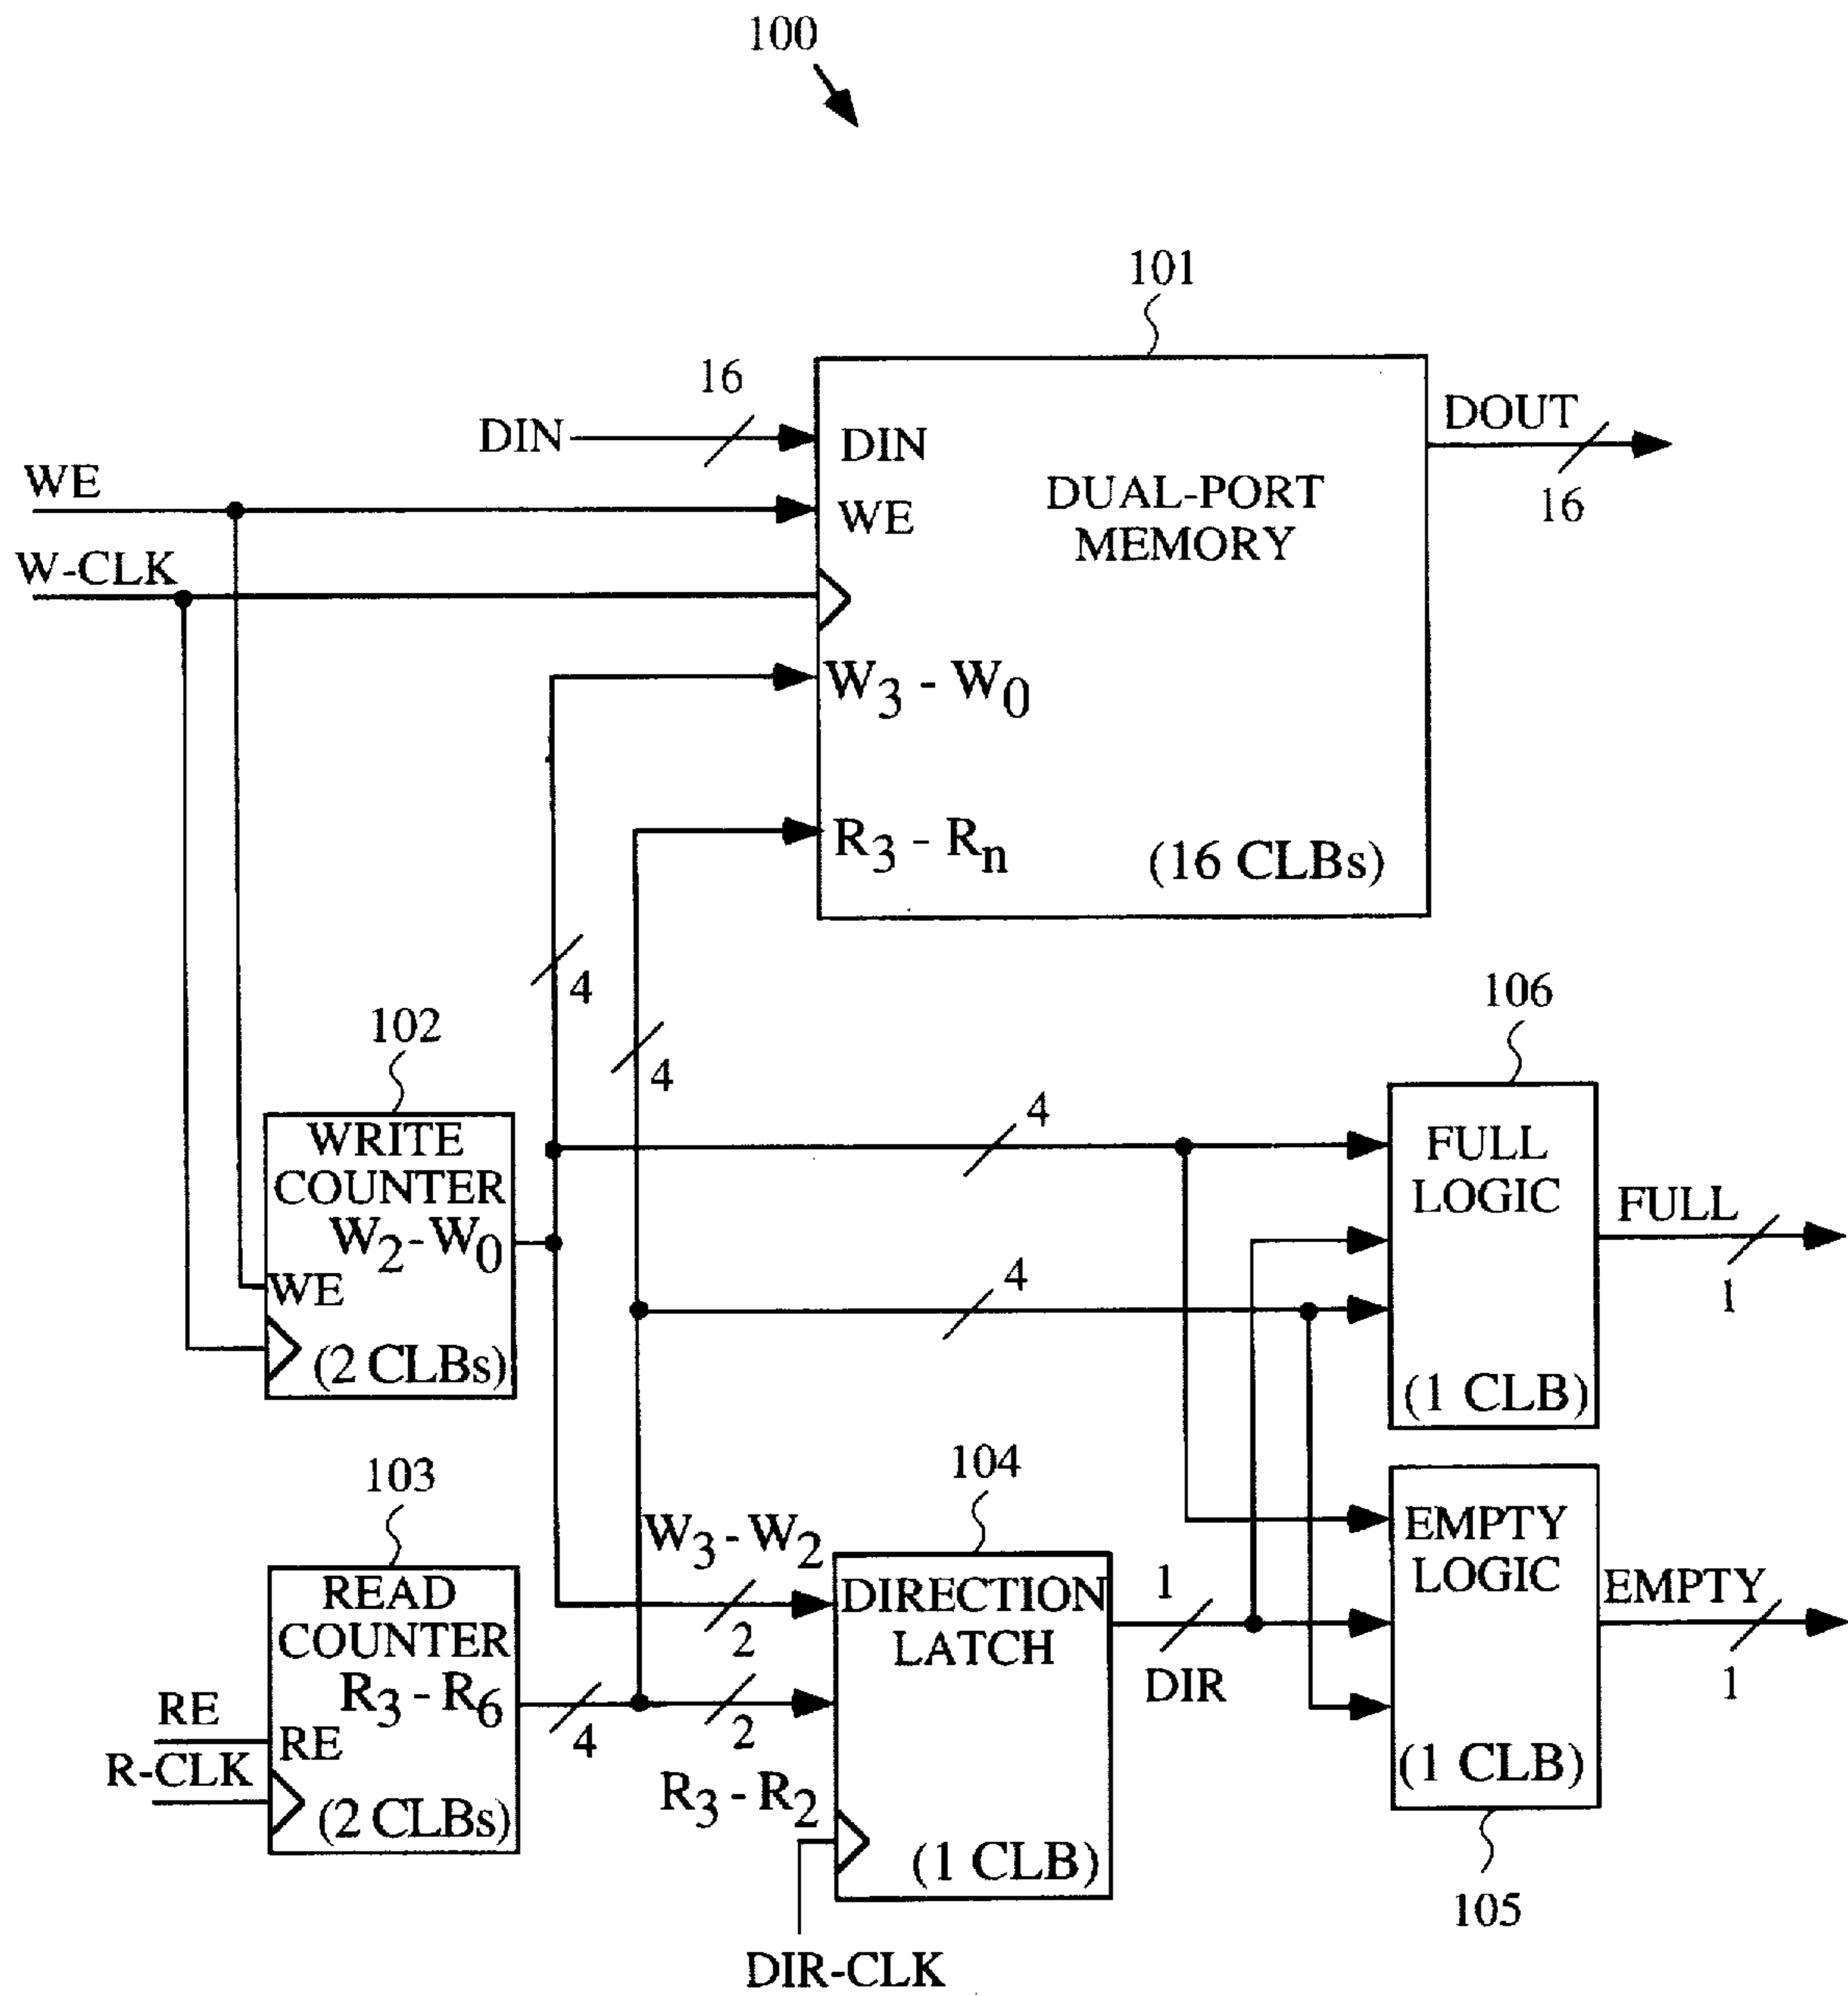 100
101
16
DIN
DIN
DOUT
16
WE
WE
DUAL-PORT
MEMORY
W-CLK
W3 - W0
R3 - Rn
(16 CLBs)
4
4
102
WRITE
COUNTER
W2-W0
WE
(2 CLBs)
4
4
106
FULL
LOGIC
FULL
1
(1 CLB)
103
READ
COUNTER
R3 - R6
RE
RE
R-CLK
(2 CLBs)
4
W3 - W2
2
2
R3 - R2
104
DIRECTION
LATCH
(1 CLB)
DIR-CLK
1
DIR
EMPTY
LOGIC
EMPTY
1
(1 CLB)
105